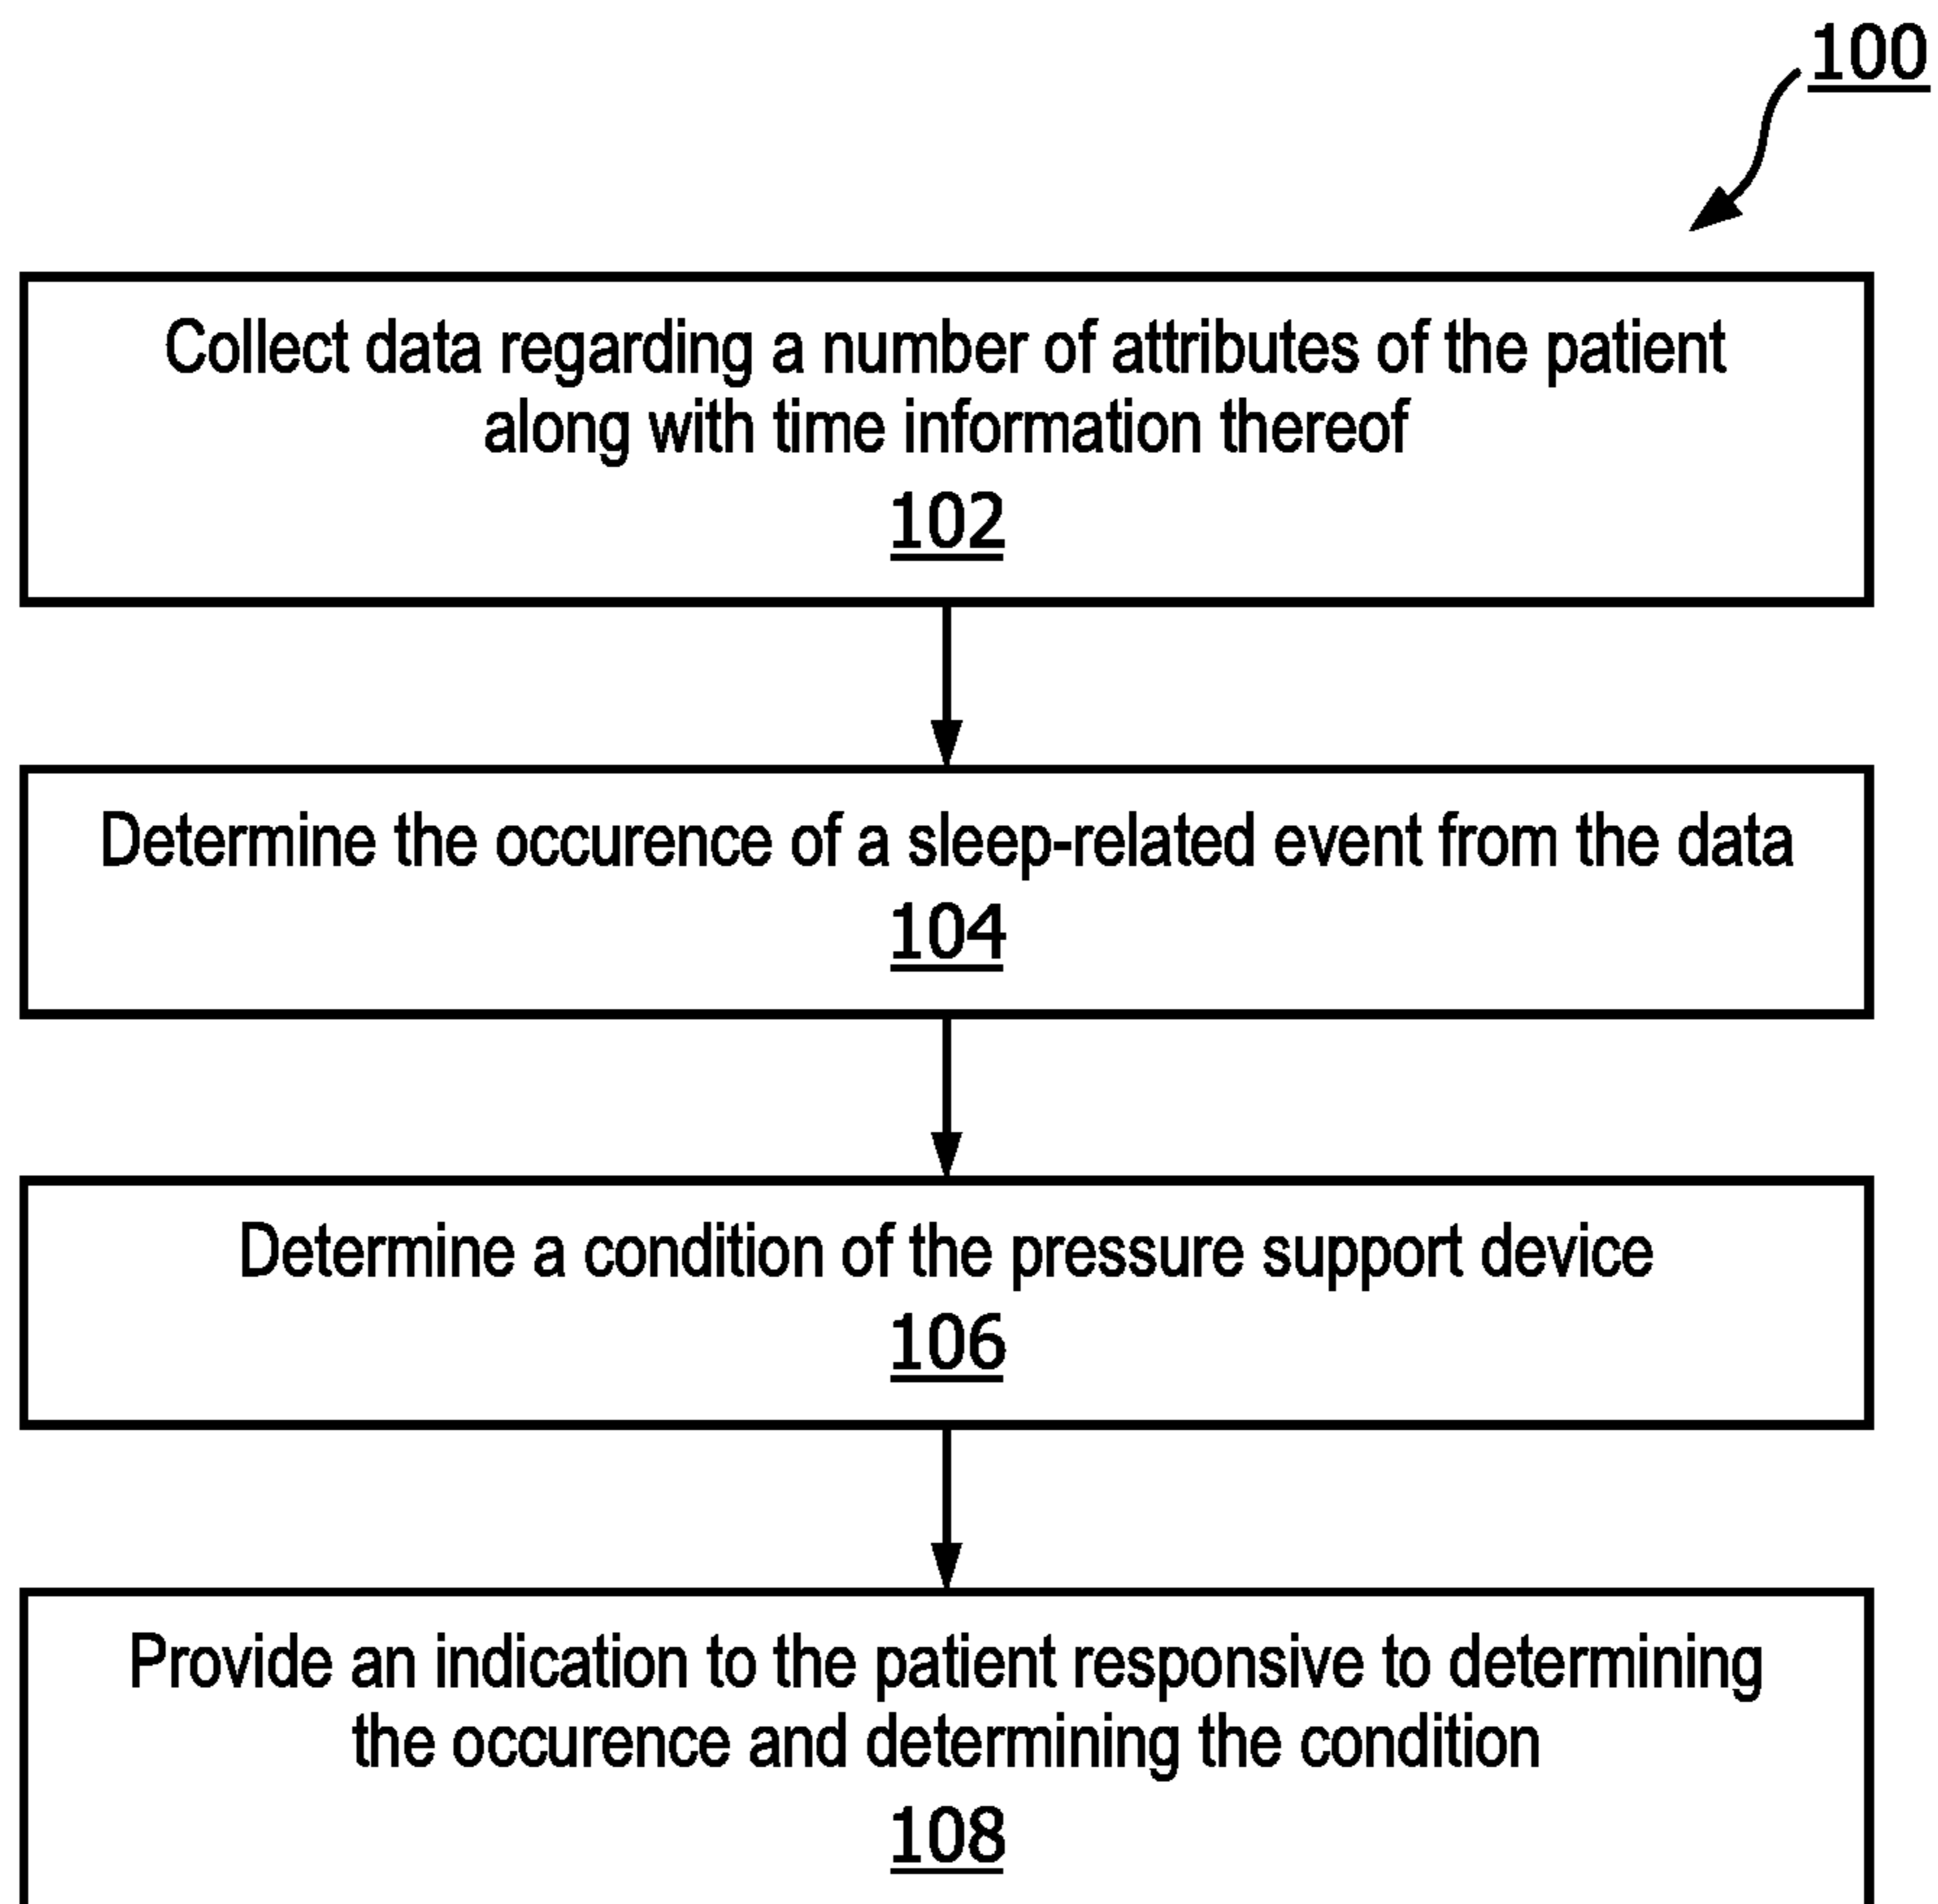 100
Collect data regarding a number of attributes of the patient
along with time information thereof
102
Determine the occurence of a sleep-related event from the data
104
Determine a condition of the pressure support device
106
Provide an indication to the patient responsive to determining
the occurence and determining the condition
108